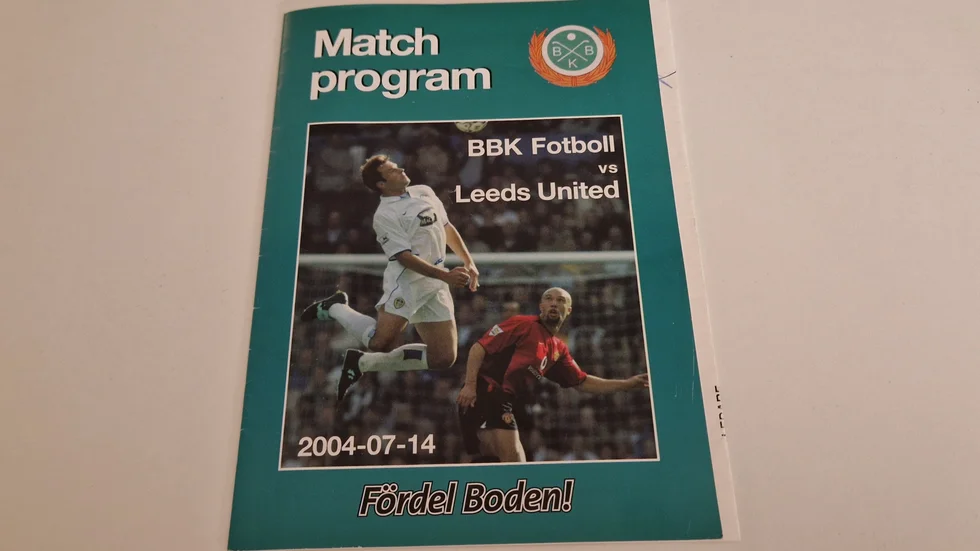 Match
program
B B
K
BBK Fotboll
vs
Leeds United
2004-07-14
Fördel Boden!